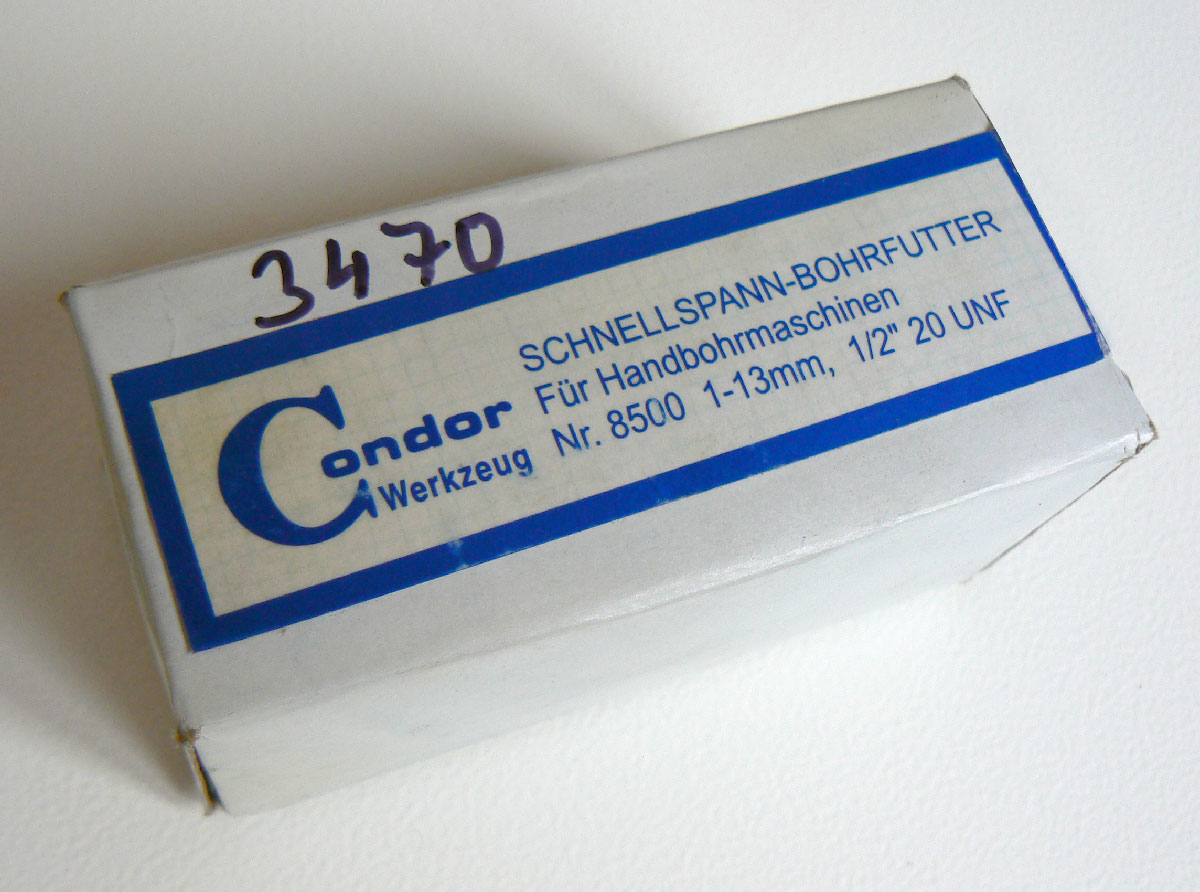 3470
Condor
Werkzeug
SCHNELLSPANN-BOHRFUTTER
Für Handbohrmaschinen
Nr. 8500 1-13mm, 1/2" 20 UNF